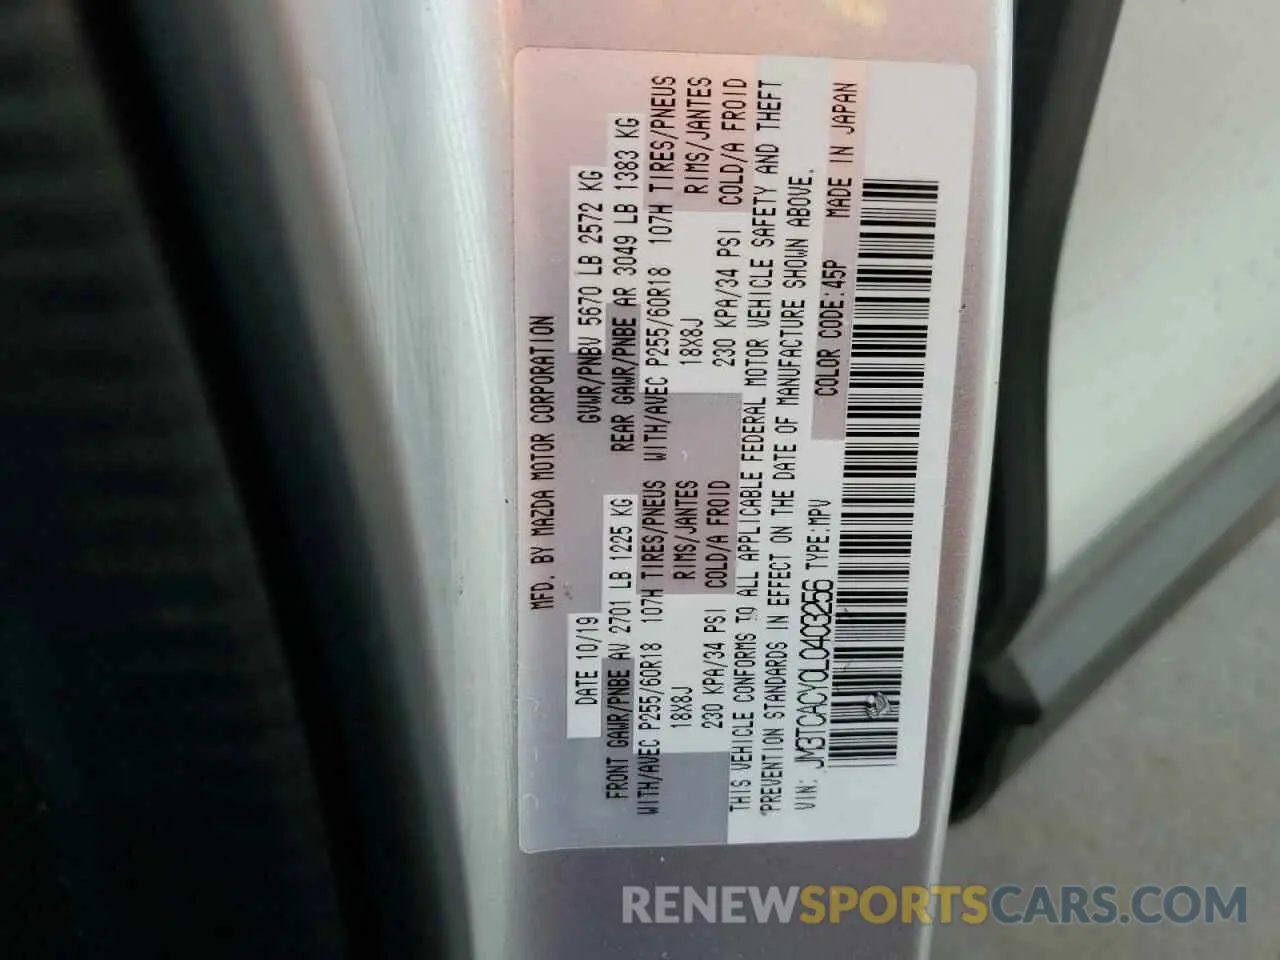 MFD. BY MAZDA MOTOR CORPORATION
DATE 10/19 GVWR/PNBV 5670 LB 2572 KG
FRONT GAWR/PNBE AV 2701 LB 1225 KG REAR GAWR/PNBE AR 3049 LB 1383 KG
WITH/AVEC P255/60R18 107H TIRES/PNEUS WITH/AVEC P255/60R18 107H TIRES/PNEUS
18X8J RIMS/JANTES 18X8J RIMS/JANTES
230 KPA/34 PSI COLD/A FROID 230 KPA/34 PSI COLD/A FROID
THIS VEHICLE CONFORMS TO ALL APPLICABLE FEDERAL MOTOR VEHICLE SAFETY AND THEFT
PREVENTION STANDARDS IN EFFECT ON THE DATE OF MANUFACTURE SHOWN ABOVE.
VIN: JM3TCACY0L0403256 TYPE:MPV COLOR CODE:45P MADE IN JAPAN
RENEWSPORTSCARS.COM